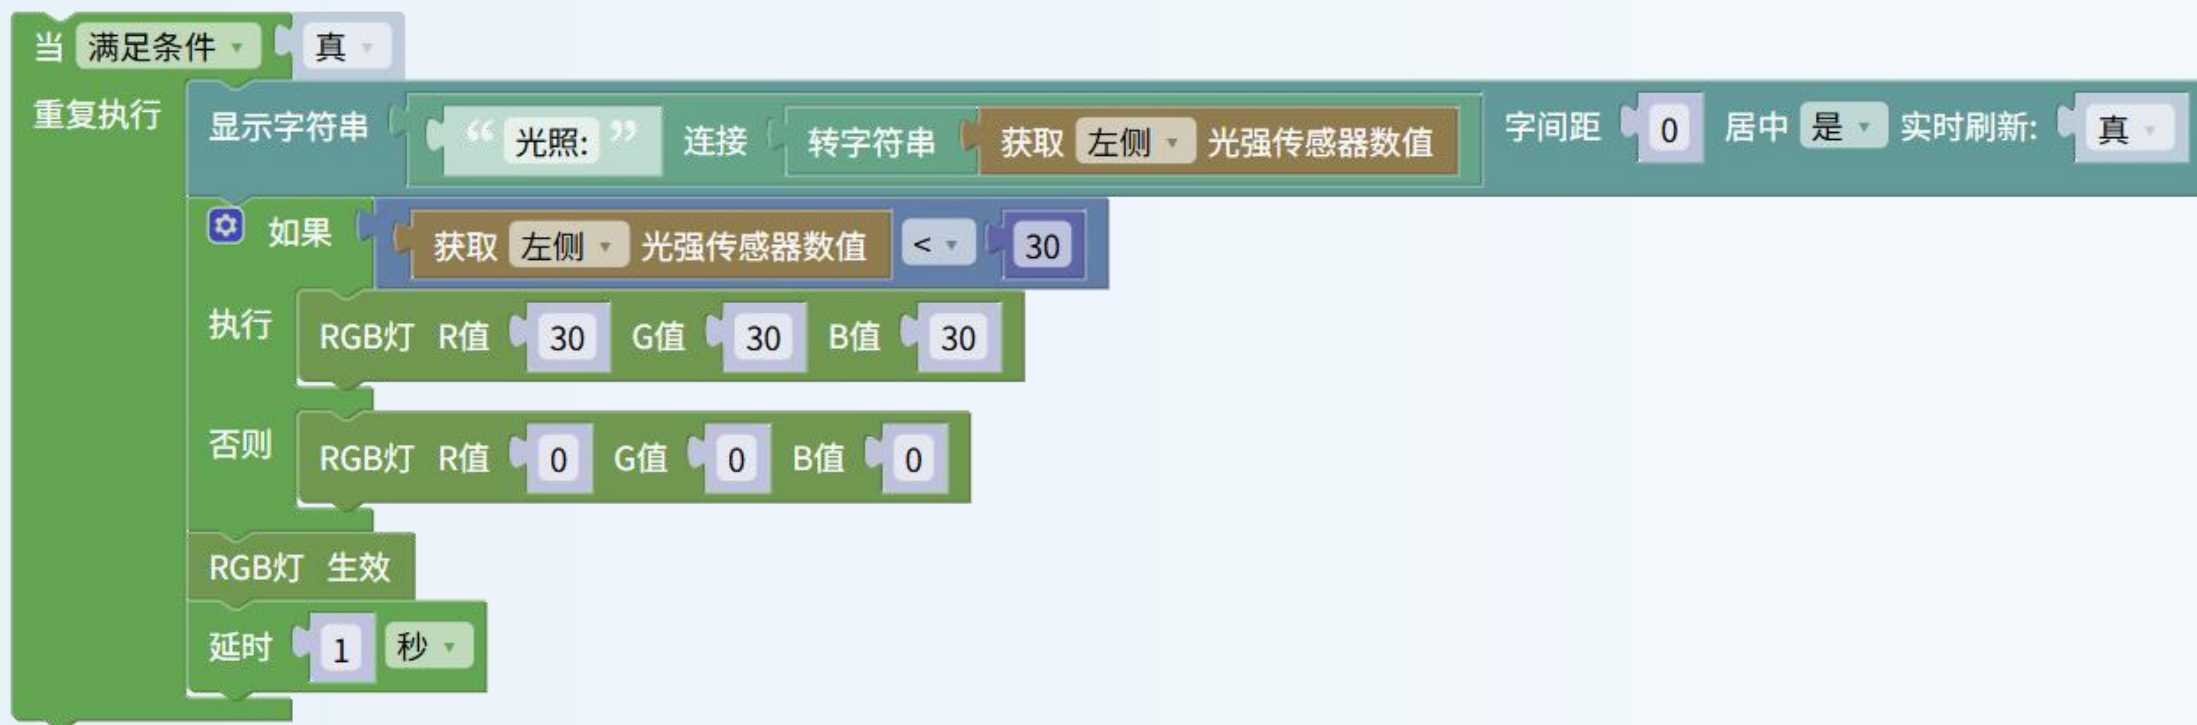 当 满足条件 真
重复执行 显示字符串 “ 光照: ” 连接 转字符串 获取 左侧 光强传感器数值 字间距 0 居中 是 实时刷新: 真
如果 获取 左侧 光强传感器数值 < 30
执行 RGB灯 R值 30 G值 30 B值 30
否则 RGB灯 R值 0 G值 0 B值 0
RGB灯 生效
延时 1 秒